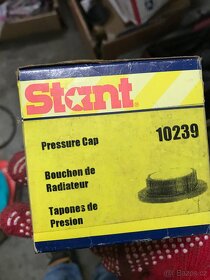 Stant
Pressure Cap
10239
Bouchon de
Radiateur
Tapones de
Presion